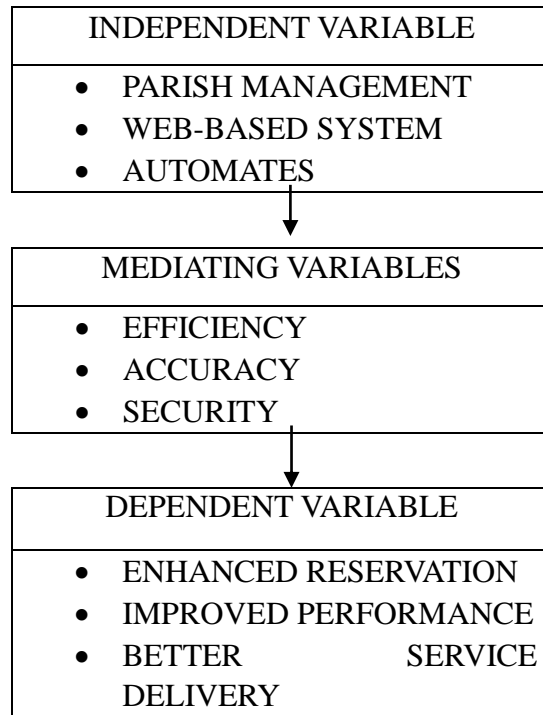 INDEPENDENT VARIABLE
• PARISH MANAGEMENT
• WEB-BASED SYSTEM
• AUTOMATES
MEDIATING VARIABLES
• EFFICIENCY
• ACCURACY
• SECURITY
DEPENDENT VARIABLE
• ENHANCED RESERVATION
• IMPROVED PERFORMANCE
• BETTER SERVICE
DELIVERY